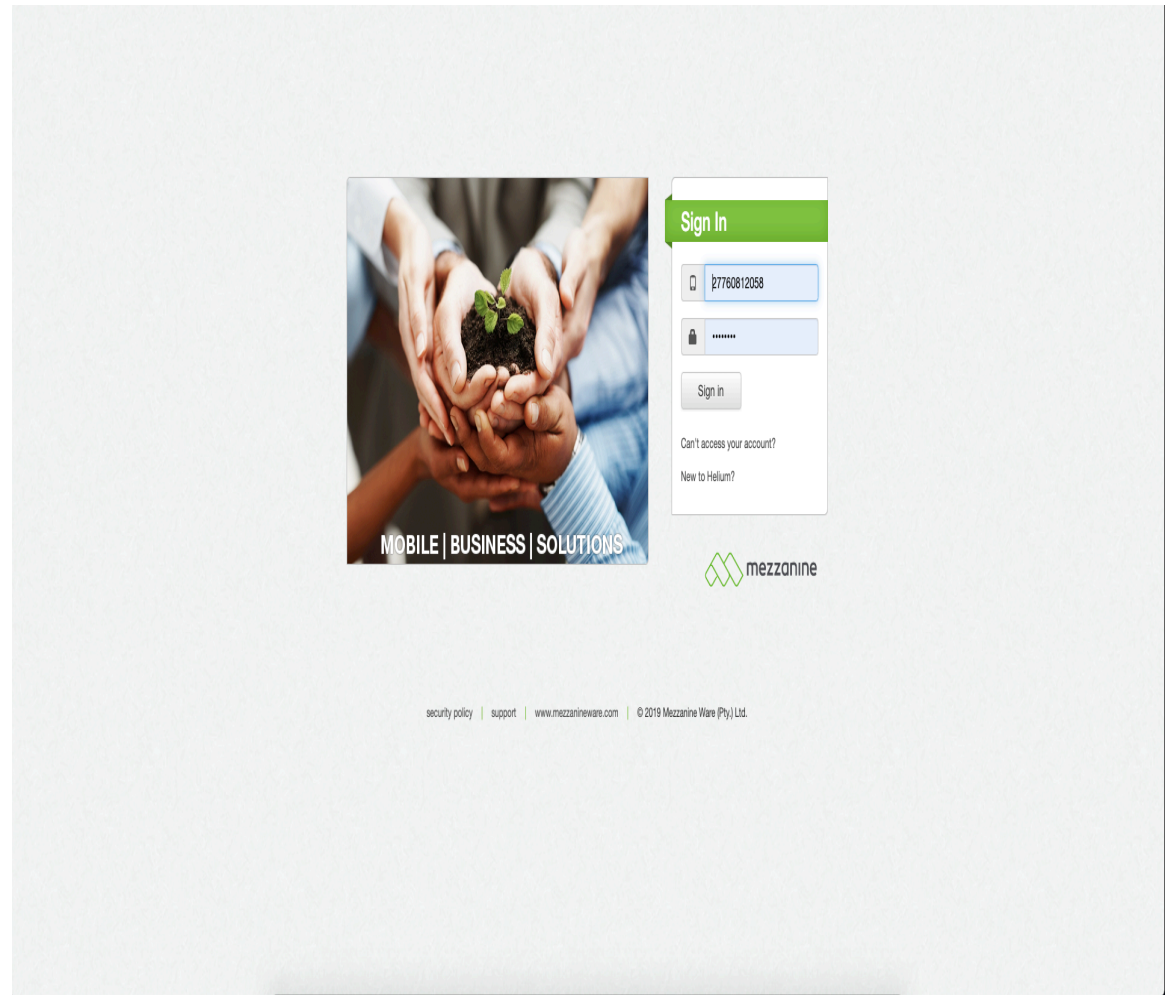 Sign In
27760812058
••••••••
Sign in
Can't access your account?
New to Helium?
MOBILE | BUSINESS | SOLUTIONS
mezzanine
security policy | support | www.mezzanineware.com | © 2019 Mezzanine Ware (Pty.) Ltd.